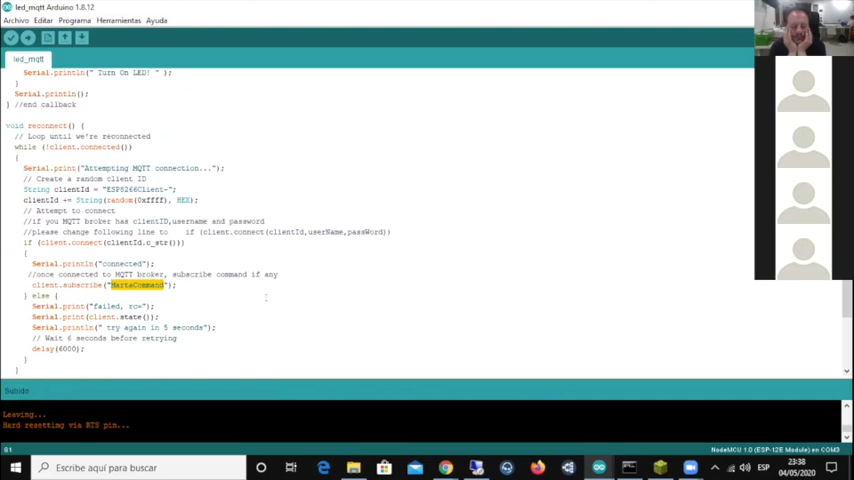 led_mqtt Arduino 1.8.12
Archivo Editar Programa Herramientas Ayuda
led_mqtt
Serial.println(" Turn On LED! " );
}
Serial.println();
} //end callback
void reconnect() {
// Loop until we're reconnected
while (!client.connected())
{
Serial.print("Attempting MQTT connection...");
// Create a random client ID
String clientId = "ESP8266Client-";
clientId += String(random(0xffff), HEX);
// Attempt to connect
//if you MQTT broker has clientID,username and password
//please change following line to if (client.connect(clientId,userName,passWord))
if (client.connect(clientId.c_str()))
{
Serial.println("connected");
//once connected to MQTT broker, subscribe command if any
client.subscribe("MartaCommand");
} else {
Serial.print("failed, rc=");
Serial.print(client.state());
Serial.println(" try again in 5 seconds");
// Wait 6 seconds before retrying
delay(6000);
}
}
Subido
Leaving...
Hard resetting via RTS pin...
81
NodeMCU 1.0 (ESP-12E Module) en COM3
Escribe aquí para buscar
ESP
23:38
04/05/2020